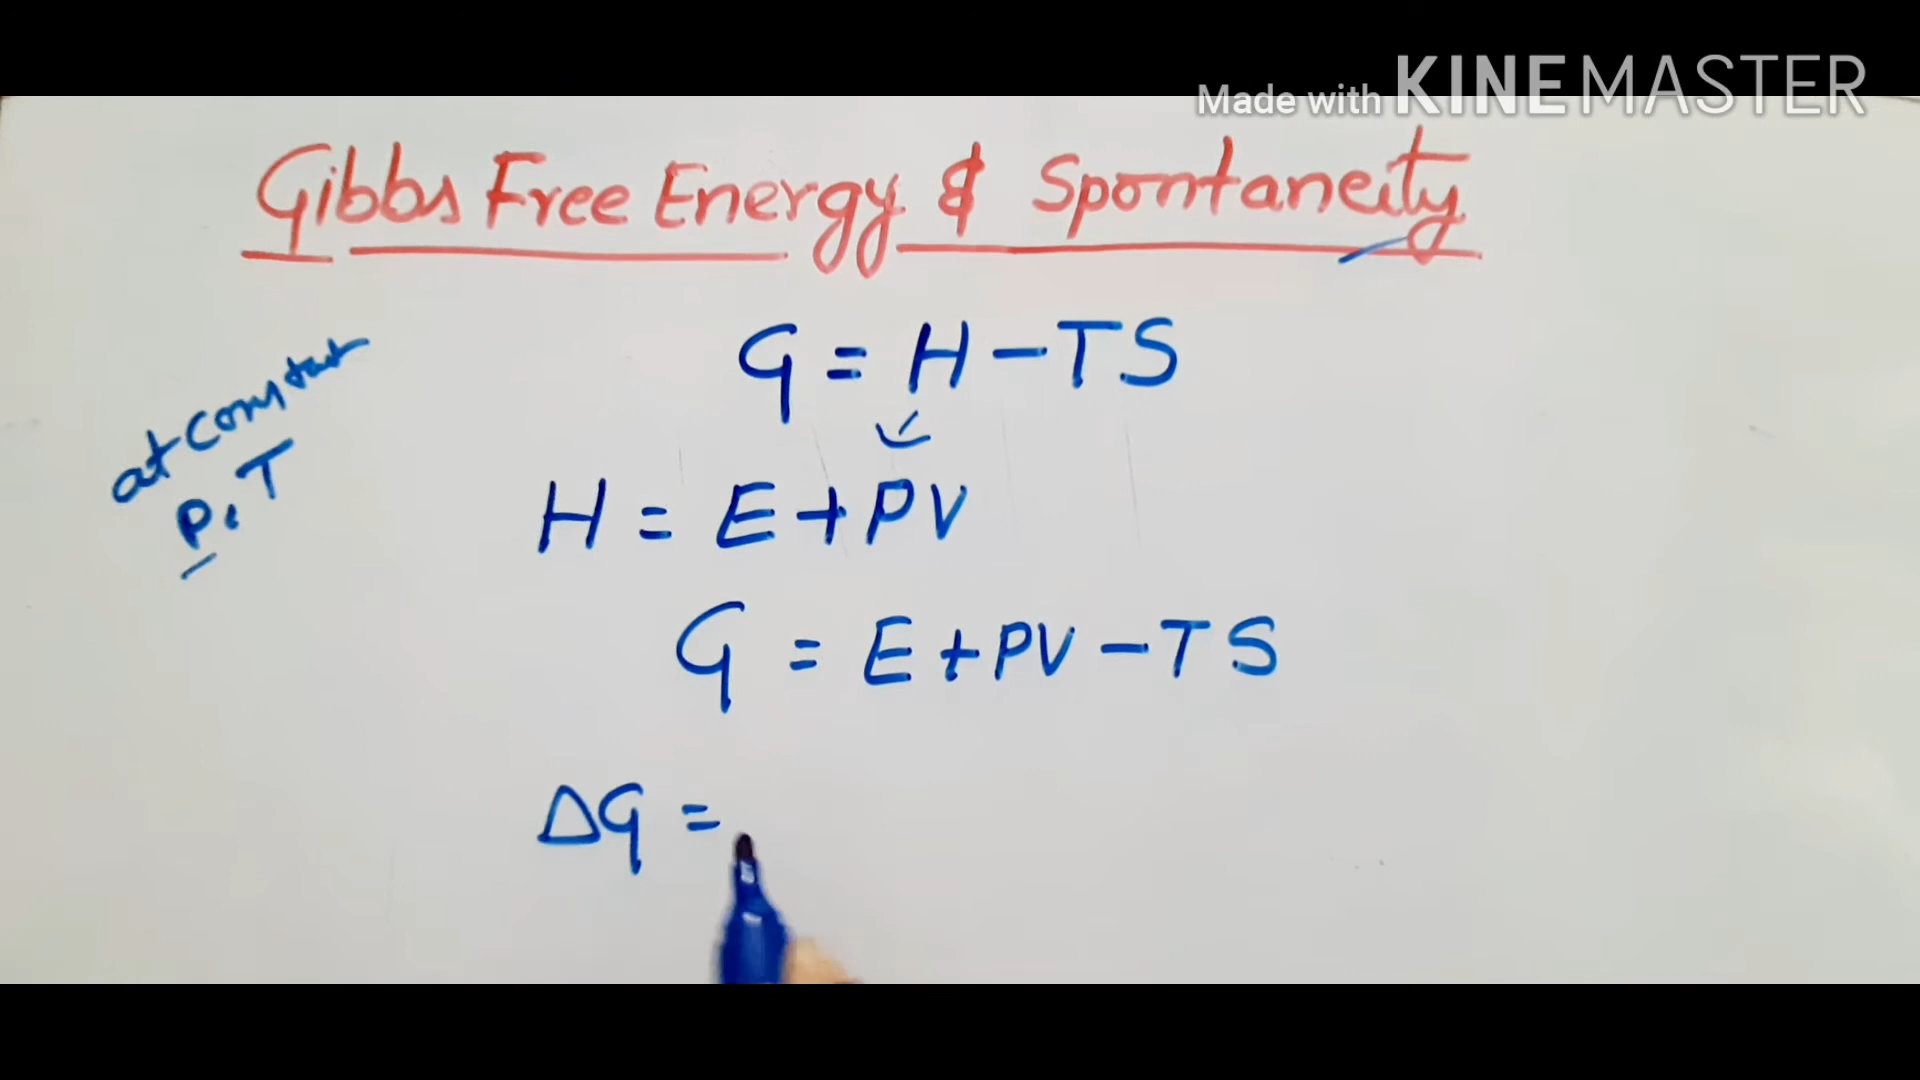 Made with KINEMASTER
Gibbs Free Energy & Spontaneity
G = H - TS
at constant
P, T
H = E + PV
G = E + PV - TS
ΔG =